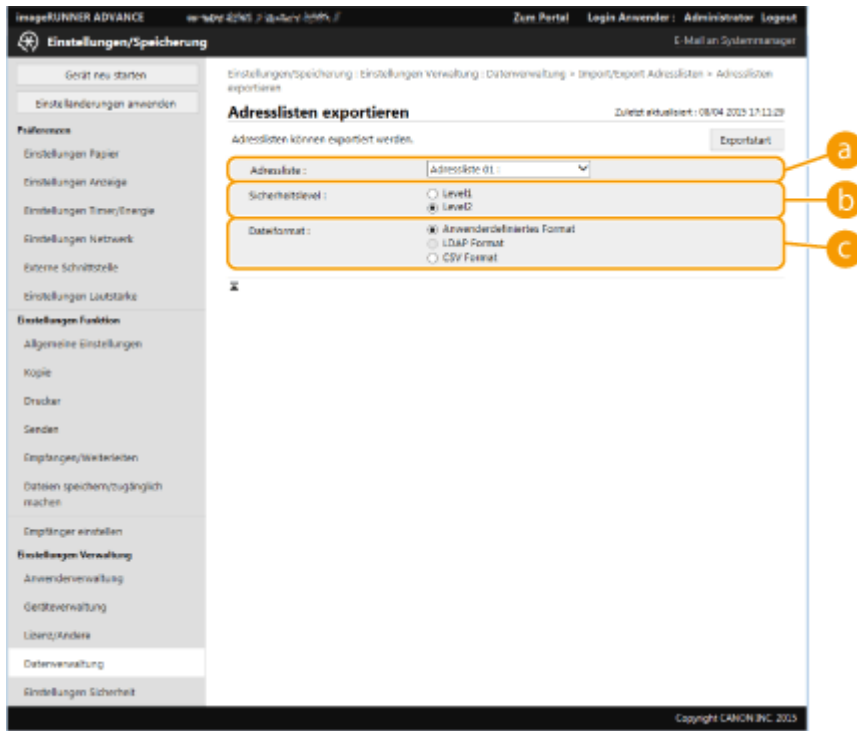 imageRUNNER ADVANCE
Zum Portal Login Anwender : Administrator Logout
Einstellungen/Speicherung
E-Mail an Systemmanager
Gerät neu starten
Einstelländerungen anwenden
Präferenzen
Einstellungen Papier
Einstellungen Anzeige
Einstellungen Timer/Energie
Einstellungen Netzwerk
Externe Schnittstelle
Einstellungen Lautstärke
Einstellungen Funktion
Allgemeine Einstellungen
Kopie
Drucker
Senden
Empfangen/Weiterleiten
Dateien speichern/zugänglich
machen
Empfänger einstellen
Einstellungen Verwaltung
Anwenderverwaltung
Geräteverwaltung
Lizenz/Andere
Datenverwaltung
Einstellungen Sicherheit
Einstellungen/Speicherung : Einstellungen Verwaltung : Datenverwaltung > Import/Export Adresslisten > Adresslisten
exportieren
Adresslisten exportieren
Zuletzt aktualisiert : 08/04 2015 17:11:29
Adresslisten können exportiert werden.
Exportstart
Adressliste :
Adressliste 01 :
a
Sicherheitslevel :
Level1
Level2
b
Dateiformat :
Anwenderdefiniertes Format
LDAP Format
CSV Format
c
Copyright CANON INC. 2015